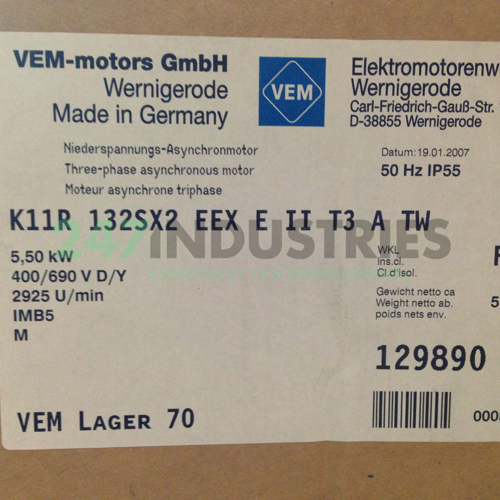 VEM-motors GmbH
Wernigerode
Made in Germany
VEM
Elektromotorenw
Wernigerode
Carl-Friedrich-Gauß-Str.
D-38855 Wernigerode
Niederspannungs-Asynchronmotor
Three-phase asynchronous motor
Moteur asynchrone triphase
Datum: 19.01.2007
50 Hz IP55
K11R 132SX2 EEX E II T3 A TW
247INDUSTRIES
5,50 kW
400/690 V D/Y
2925 U/min
IMB5
M
WKL
Ins.cl.
Cl.d'isol.
F
Gewicht netto ca
Weight netto ab.
poids nets env.
5
129890
VEM LAGER 70
000